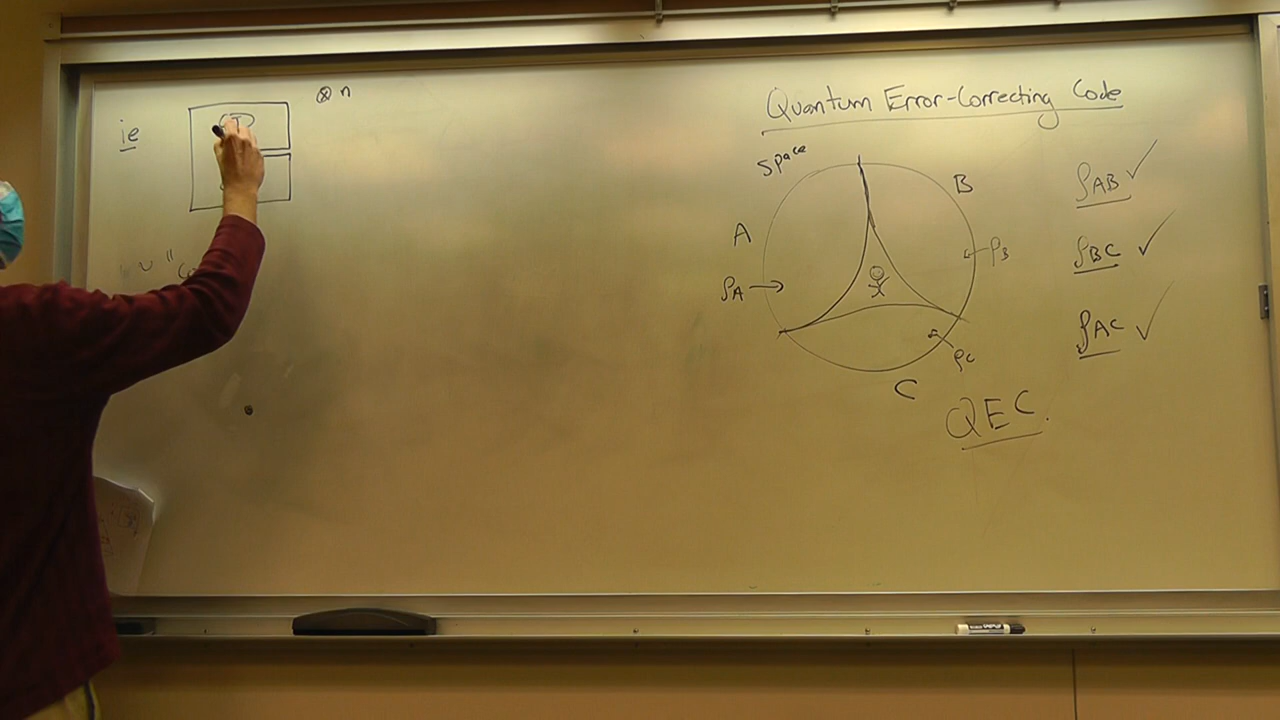 ie
⊗ n
Quantum Error-Correcting Code
Space
A
B
C
ρA →
← ρB
ρC
ρAB ✓
ρBC ✓
ρAC ✓
QEC.